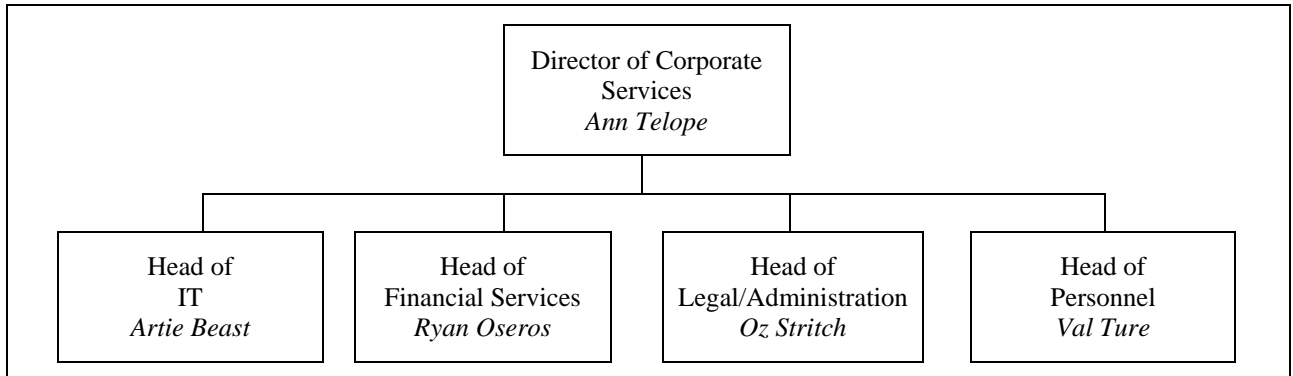 Director of Corporate
Services
Ann Telope
Head of
IT
Artie Beast
Head of
Financial Services
Ryan Oseros
Head of
Legal/Administration
Oz Stritch
Head of
Personnel
Val Ture